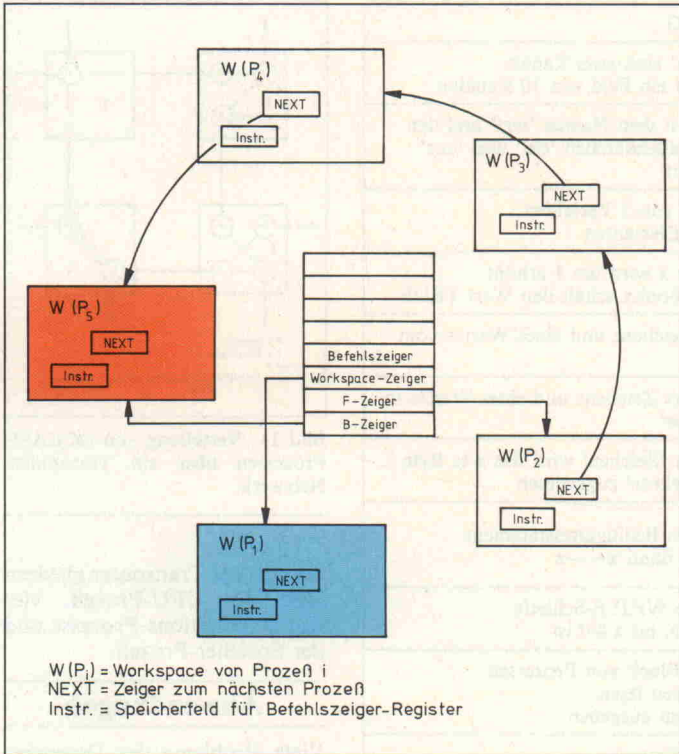 W (P₄)
NEXT
Instr.
W (P₃)
NEXT
Instr.
W (P₅)
NEXT
Instr.
Befehlszeiger
Workspace-Zeiger
F-Zeiger
B-Zeiger
W (P₂)
NEXT
Instr.
W (P₁)
NEXT
Instr.
W (Pᵢ) = Workspace von Prozeß i
NEXT = Zeiger zum nächsten Prozeß
Instr. = Speicherfeld für Befehlszeiger-Register